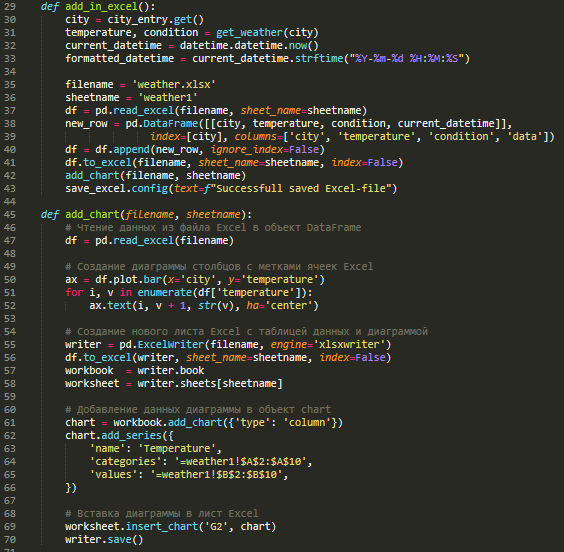 29 def add_in_excel():
30 city = city_entry.get()
31 temperature, condition = get_weather(city)
32 current_datetime = datetime.datetime.now()
33 formatted_datetime = current_datetime.strftime("%Y-%m-%d %H:%M:%S")
34
35 filename = 'weather.xlsx'
36 sheetname = 'weather1'
37 df = pd.read_excel(filename, sheet_name=sheetname)
38 new_row = pd.DataFrame([[city, temperature, condition, current_datetime]],
39 index=[city], columns=['city', 'temperature', 'condition', 'data'])
40 df = df.append(new_row, ignore_index=False)
41 df.to_excel(filename, sheet_name=sheetname, index=False)
42 add_chart(filename, sheetname)
43 save_excel.config(text=f"Successfull saved Excel-file")
44
45 def add_chart(filename, sheetname):
46 # Чтение данных из файла Excel в объект DataFrame
47 df = pd.read_excel(filename)
48
49 # Создание диаграммы столбцов с метками ячеек Excel
50 ax = df.plot.bar(x='city', y='temperature')
51 for i, v in enumerate(df['temperature']):
52 ax.text(i, v + 1, str(v), ha='center')
53
54 # Создание нового листа Excel с таблицей данных и диаграммой
55 writer = pd.ExcelWriter(filename, engine='xlsxwriter')
56 df.to_excel(writer, sheet_name=sheetname, index=False)
57 workbook = writer.book
58 worksheet = writer.sheets[sheetname]
59
60 # Добавление данных диаграммы в объект chart
61 chart = workbook.add_chart({'type': 'column'})
62 chart.add_series({
63 'name': 'Temperature',
64 'categories': '=weather1!$A$2:$A$10',
65 'values': '=weather1!$B$2:$B$10',
66 })
67
68 # Вставка диаграммы в лист Excel
69 worksheet.insert_chart('G2', chart)
70 writer.save()
71